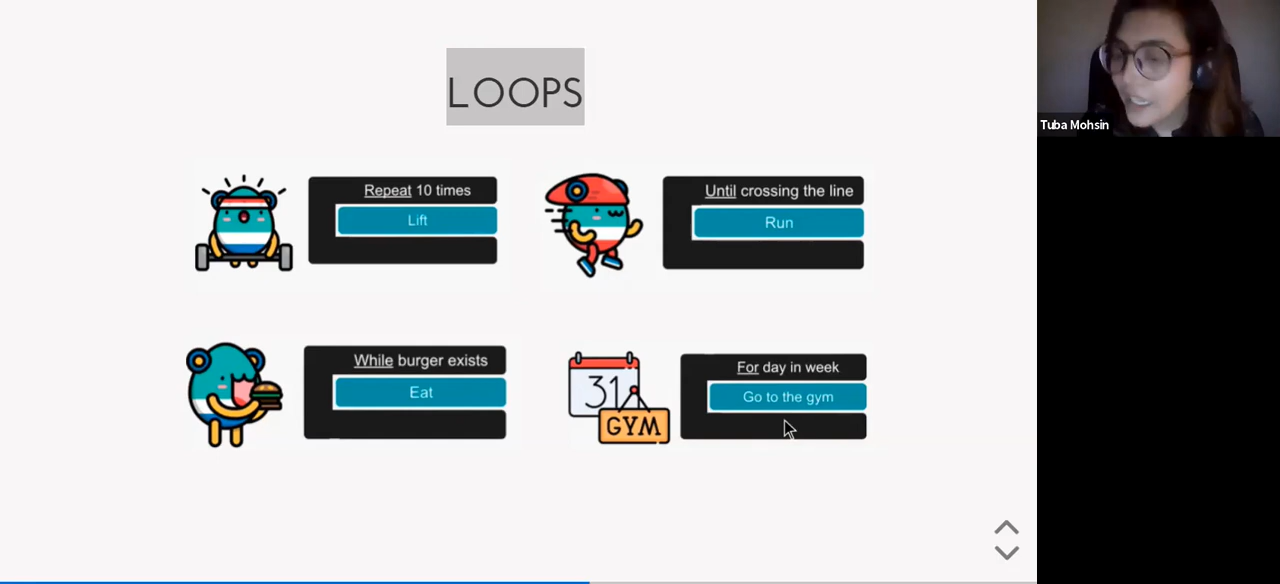 LOOPS
Repeat 10 times
Lift
Until crossing the line
Run
While burger exists
Eat
31
GYM
For day in week
Go to the gym
Tuba Mohsin